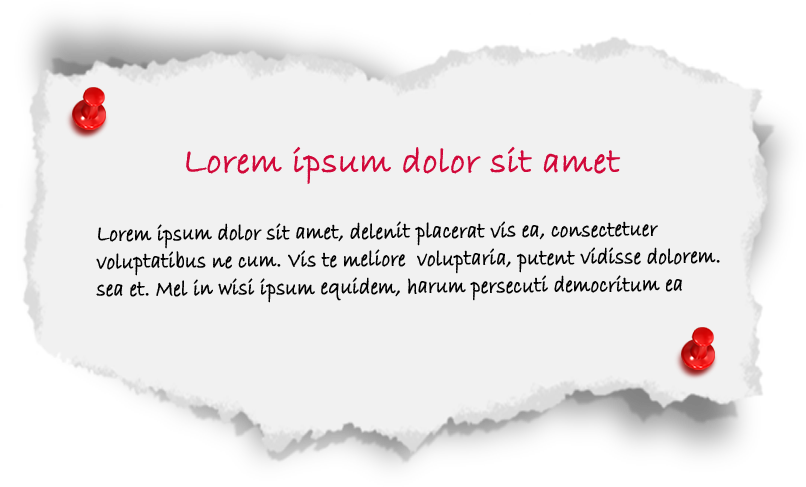 Lorem ipsum dolor sit amet
Lorem ipsum dolor sit amet, delenit placerat vis ea, consectetuer
voluptatibus ne cum. Vis te meliore voluptaria, putent vidisse dolorem.
sea et. Mel in wisi ipsum equidem, harum persecuti democritum ea